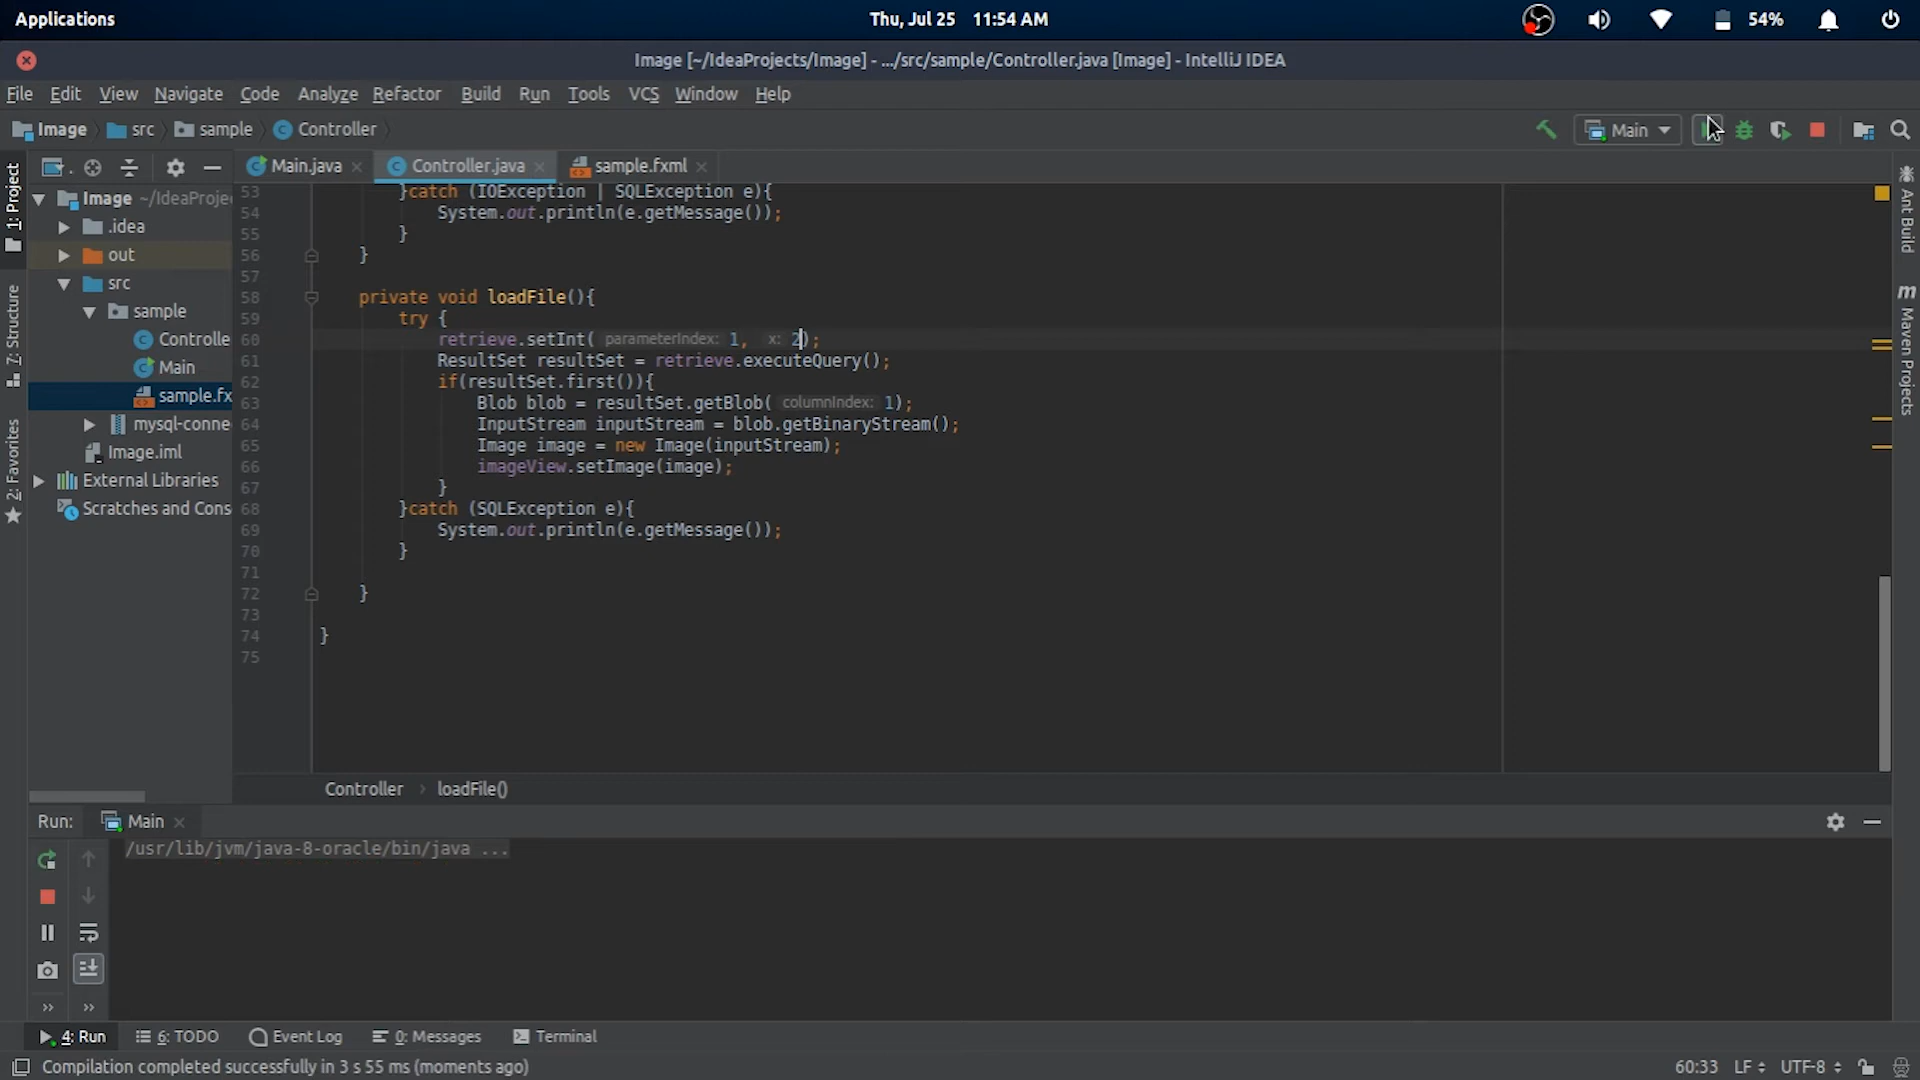 Applications
Thu, Jul 25 11:54 AM
54%
Image [~/IdeaProjects/Image] - .../src/sample/Controller.java [Image] - IntelliJ IDEA
File Edit View Navigate Code Analyze Refactor Build Run Tools VCS Window Help
Image src sample Controller
Main
Main.java Controller.java sample.fxml
1: Project
7: Structure
2: Favorites
Image ~/IdeaProje
.idea
out
src
sample
Controlle
Main
sample.fx
mysql-conne
Image.iml
External Libraries
Scratches and Cons
53 }catch (IOException | SQLException e){
54 System.out.println(e.getMessage());
55 }
56 }
57
58 private void loadFile(){
59 try {
60 retrieve.setInt( parameterIndex: 1, x: 2);
61 ResultSet resultSet = retrieve.executeQuery();
62 if(resultSet.first()){
63 Blob blob = resultSet.getBlob( columnIndex: 1);
64 InputStream inputStream = blob.getBinaryStream();
65 Image image = new Image(inputStream);
66 imageView.setImage(image);
67 }
68 }catch (SQLException e){
69 System.out.println(e.getMessage());
70 }
71
72 }
73
74 }
75
Ant Build
m Maven Projects
Controller › loadFile()
Run: Main
/usr/lib/jvm/java-8-oracle/bin/java ...
4: Run 6: TODO Event Log 0: Messages Terminal
Compilation completed successfully in 3 s 55 ms (moments ago)
60:33 LF UTF-8